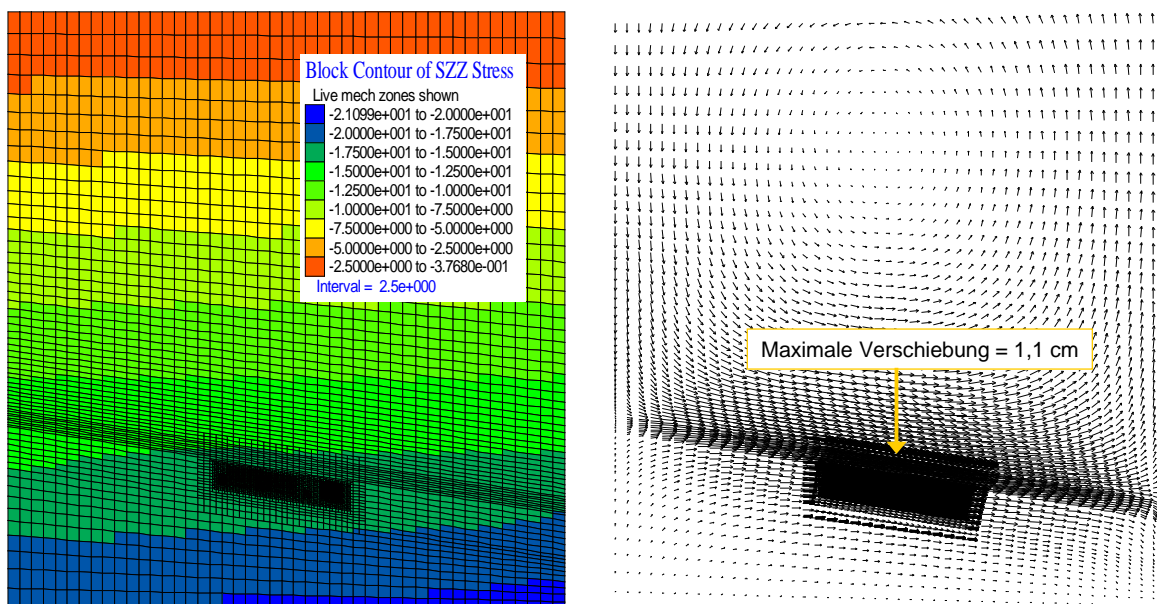 Block Contour of SZZ Stress
Live mech zones shown
-2.1099e+001 to -2.0000e+001
-2.0000e+001 to -1.7500e+001
-1.7500e+001 to -1.5000e+001
-1.5000e+001 to -1.2500e+001
-1.2500e+001 to -1.0000e+001
-1.0000e+001 to -7.5000e+000
-7.5000e+000 to -5.0000e+000
-5.0000e+000 to -2.5000e+000
-2.5000e+000 to -3.7680e-001
Interval = 2.5e+000
Maximale Verschiebung = 1,1 cm